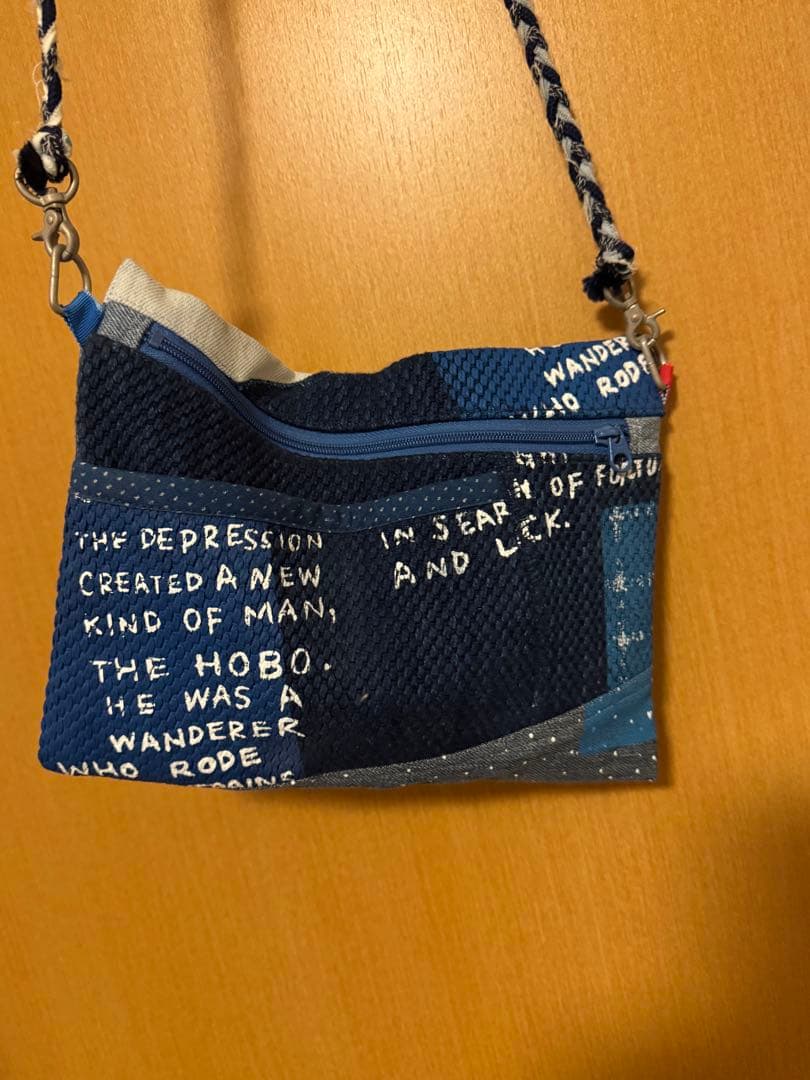 WANDER
WHO RODE
OF FORTU
IN SEAR
AND LCK.
THE DEPRESSION
CREATED A NEW
KIND OF MAN,
THE HOBO.
HE WAS A
WANDERER
WHO RODE